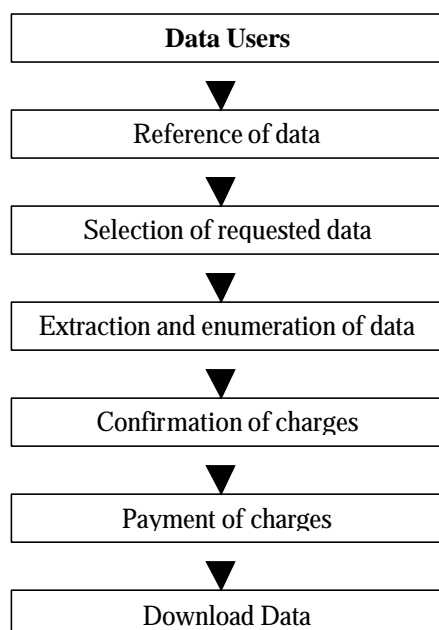 Data Users
Reference of data
Selection of requested data
Extraction and enumeration of data
Confirmation of charges
Payment of charges
Download Data